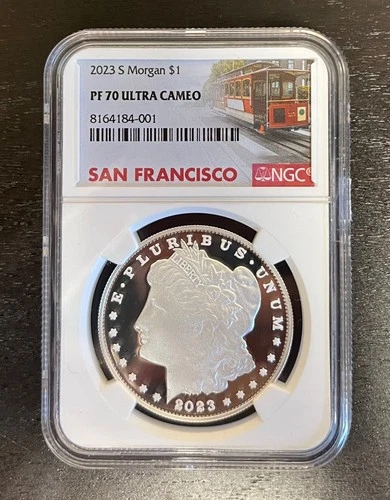 2023 S Morgan $1
PF 70 ULTRA CAMEO
8164184-001
SAN FRANCISCO
NGC®
E · PLURIBUS · UNUM
LIBERTY
2023